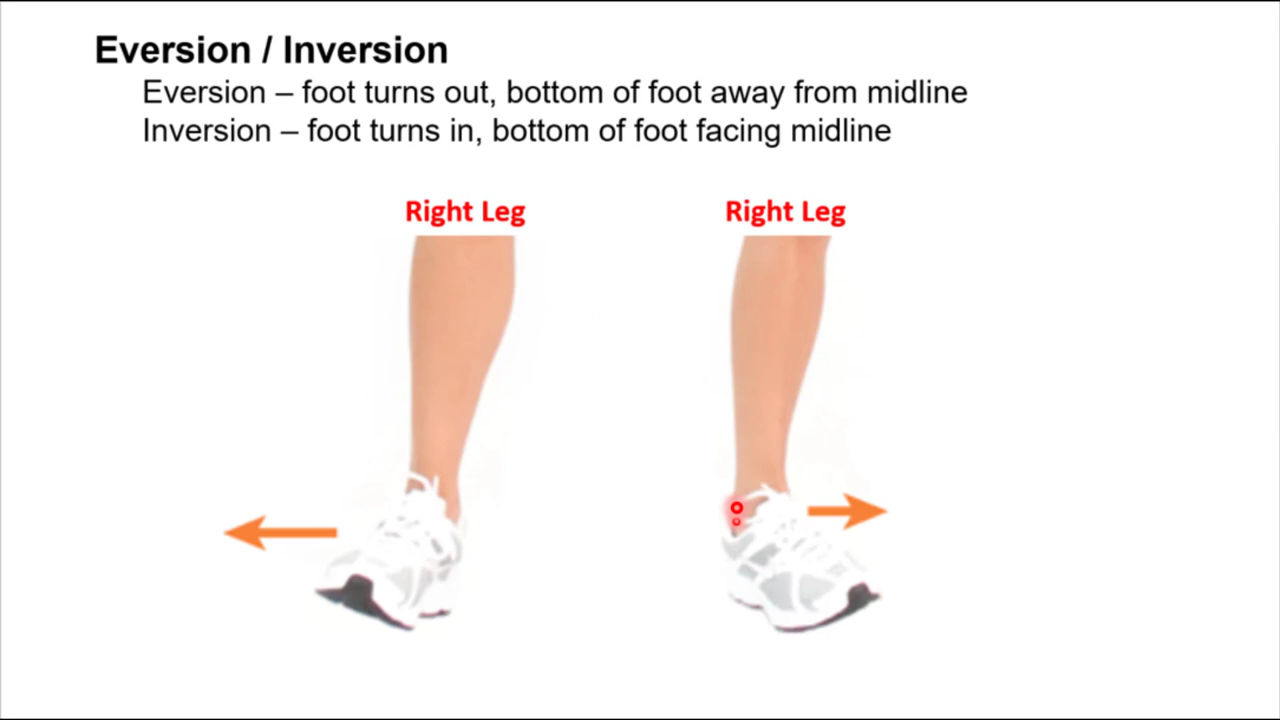 Eversion / Inversion
Eversion – foot turns out, bottom of foot away from midline
Inversion – foot turns in, bottom of foot facing midline
Right Leg
Right Leg